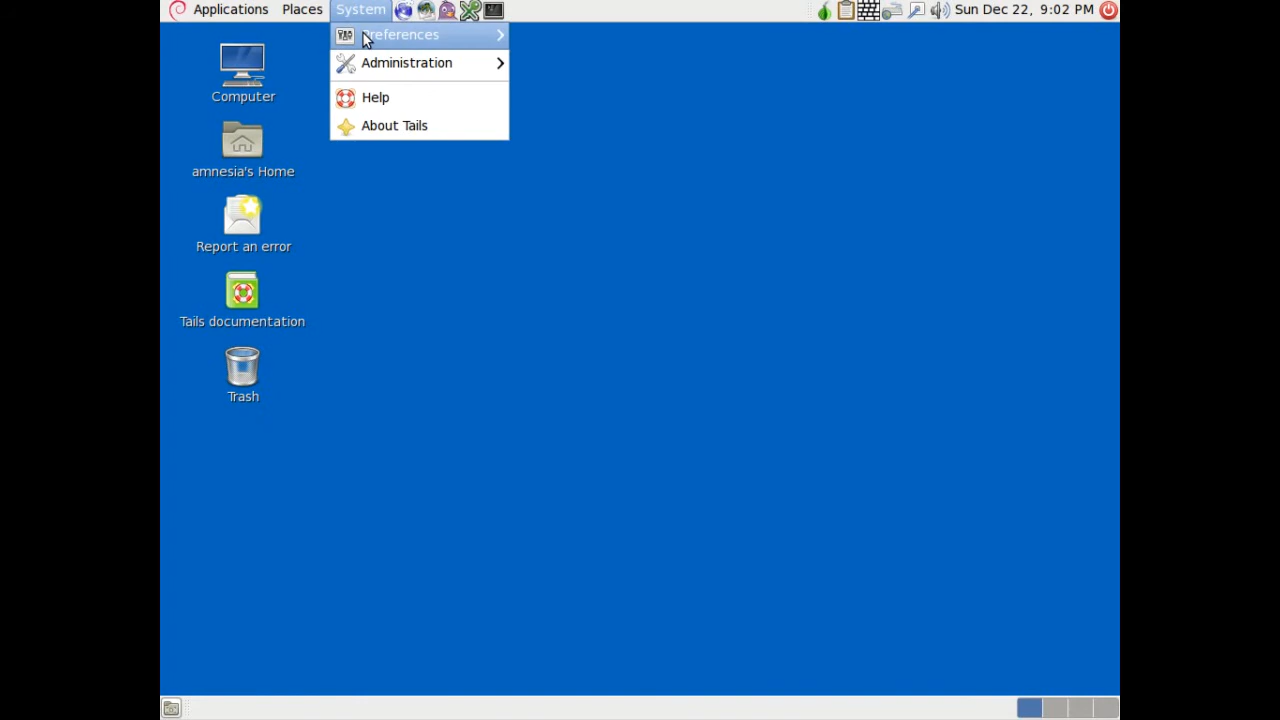 Applications Places System Sun Dec 22, 9:02 PM
Preferences
Administration
Help
About Tails
Computer
amnesia's Home
Report an error
Tails documentation
Trash